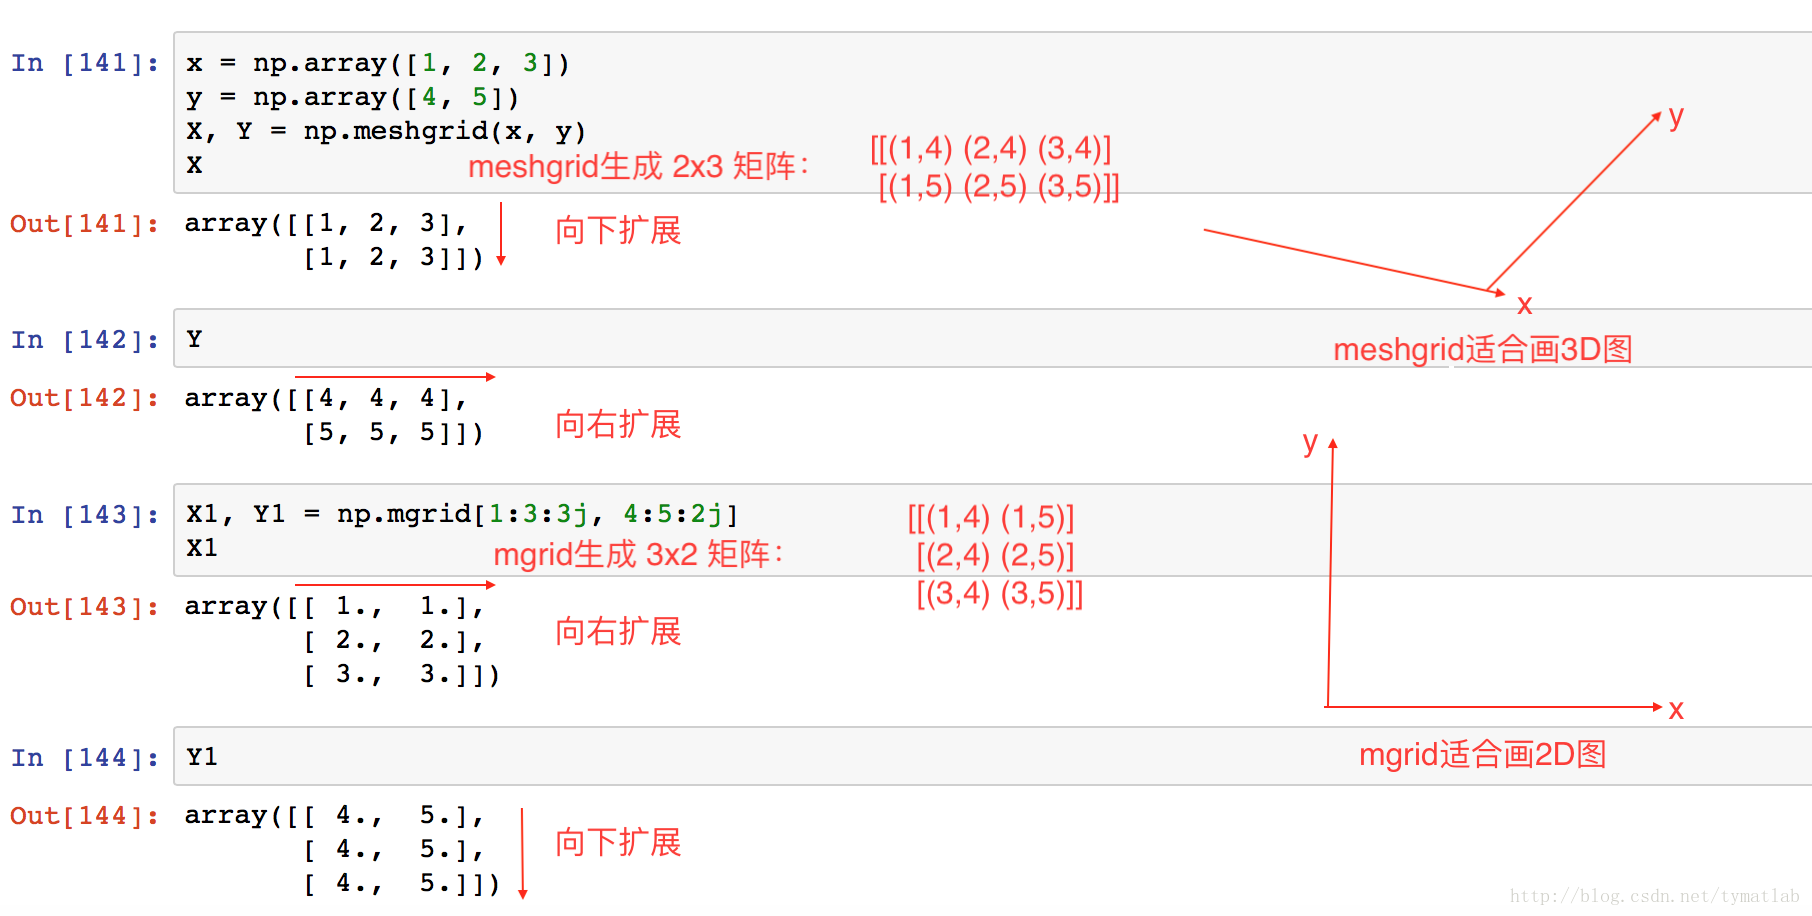 In [141]:
x = np.array([1, 2, 3])
y = np.array([4, 5])
X, Y = np.meshgrid(x, y)
X
meshgrid生成 2x3 矩阵：
[[(1,4) (2,4) (3,4)]
[(1,5) (2,5) (3,5)]]
Out[141]:
array([[1, 2, 3],
[1, 2, 3]])
向下扩展
y
x
meshgrid适合画3D图
In [142]:
Y
Out[142]:
array([[4, 4, 4],
[5, 5, 5]])
向右扩展
In [143]:
X1, Y1 = np.mgrid[1:3:3j, 4:5:2j]
X1
mgrid生成 3x2 矩阵：
[[(1,4) (1,5)]
[(2,4) (2,5)]
[(3,4) (3,5)]]
Out[143]:
array([[ 1.,  1.],
[ 2.,  2.],
[ 3.,  3.]])
向右扩展
y
x
mgrid适合画2D图
In [144]:
Y1
Out[144]:
array([[ 4.,  5.],
[ 4.,  5.],
[ 4.,  5.]])
向下扩展
http://blog.csdn.net/tymatlab